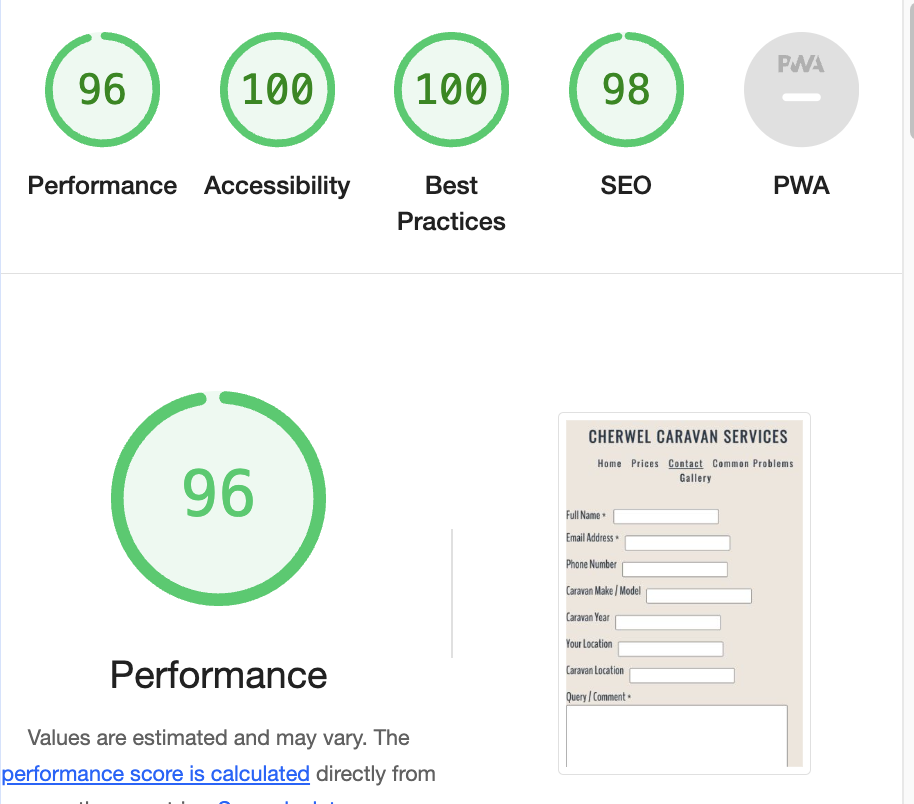 96
100
100
98
PWA
Performance
Accessibility
Best
Practices
SEO
PWA
96
Performance
Values are estimated and may vary. The
performance score is calculated directly from
CHERWEL CARAVAN SERVICES
Home Prices Contact Common Problems
Gallery
Full Name *
Email Address *
Phone Number
Caravan Make / Model
Caravan Year
Your Location
Caravan Location
Query / Comment *